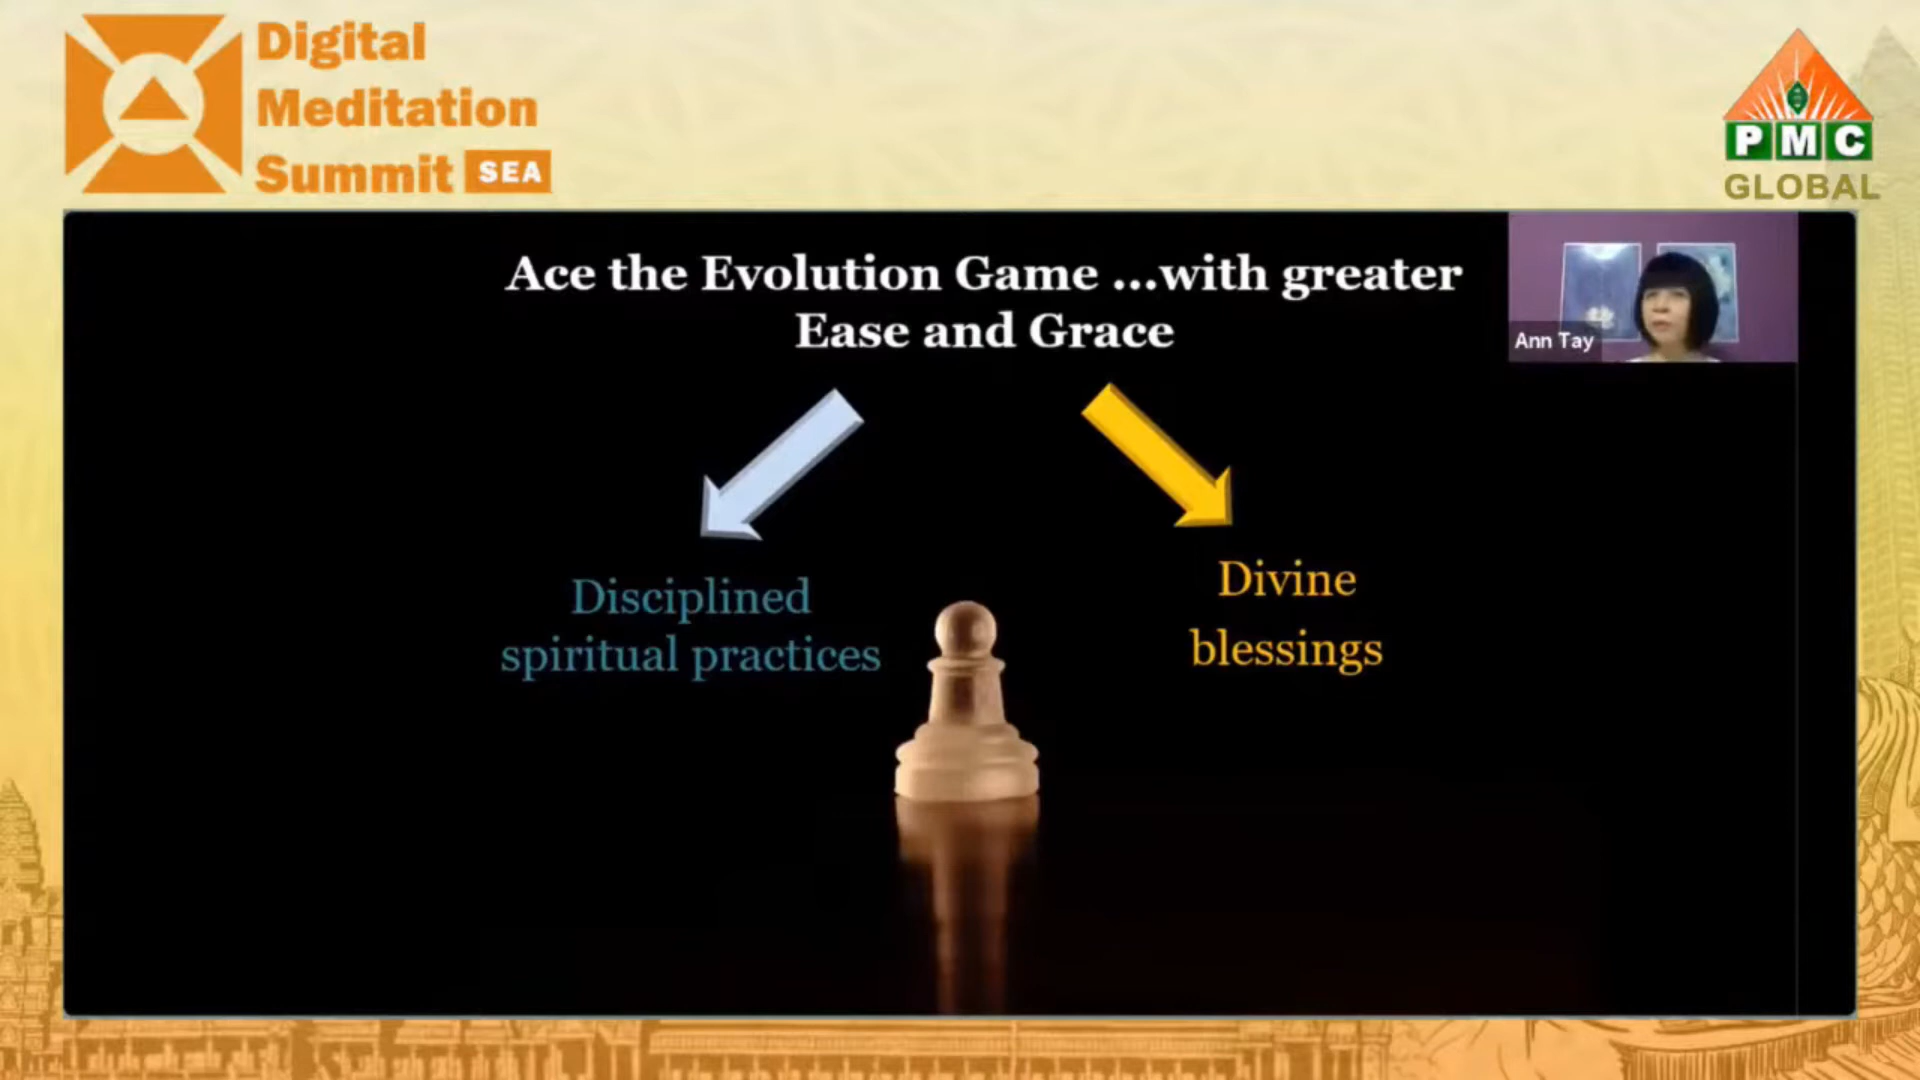 Digital
Meditation
Summit SEA
PMC
GLOBAL
Ace the Evolution Game ...with greater
Ease and Grace
Ann Tay
Disciplined
spiritual practices
Divine
blessings